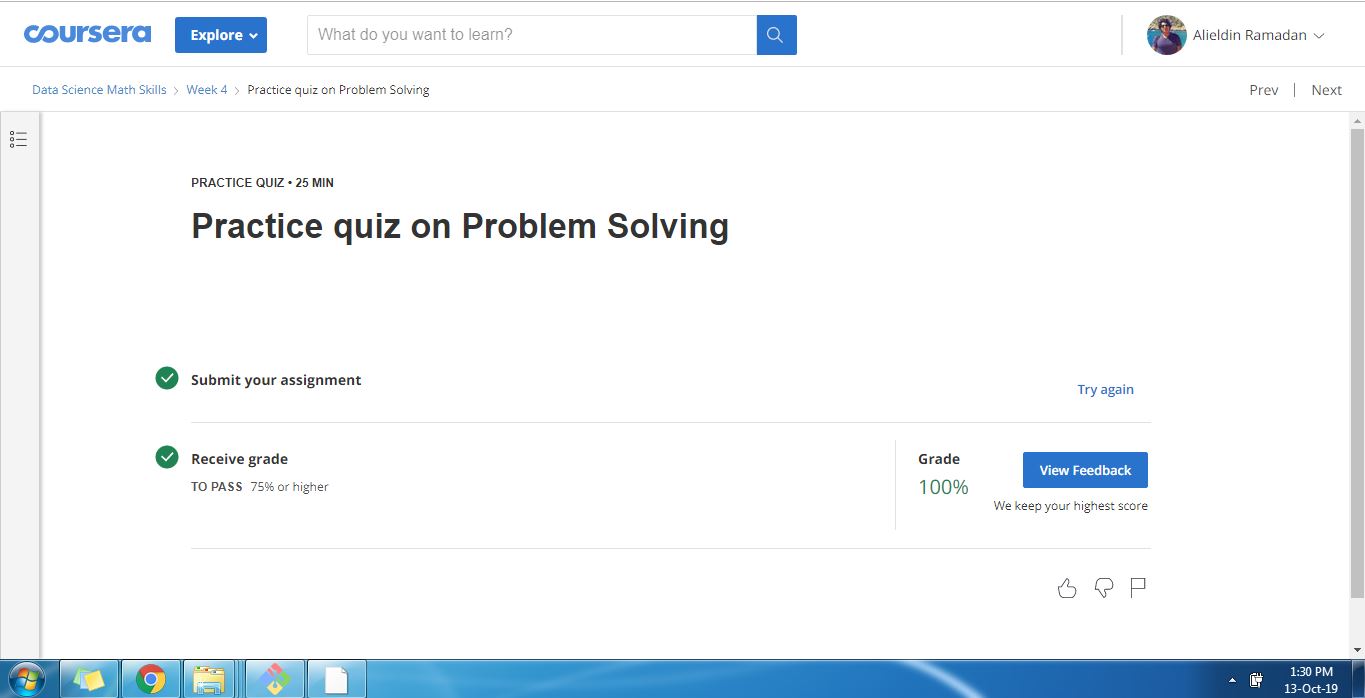 coursera
Explore
What do you want to learn?
Alieldin Ramadan
Data Science Math Skills > Week 4 > Practice quiz on Problem Solving
Prev | Next
PRACTICE QUIZ • 25 MIN
Practice quiz on Problem Solving
Submit your assignment
Try again
Receive grade
TO PASS 75% or higher
Grade
100%
View Feedback
We keep your highest score
1:30 PM
13-Oct-19